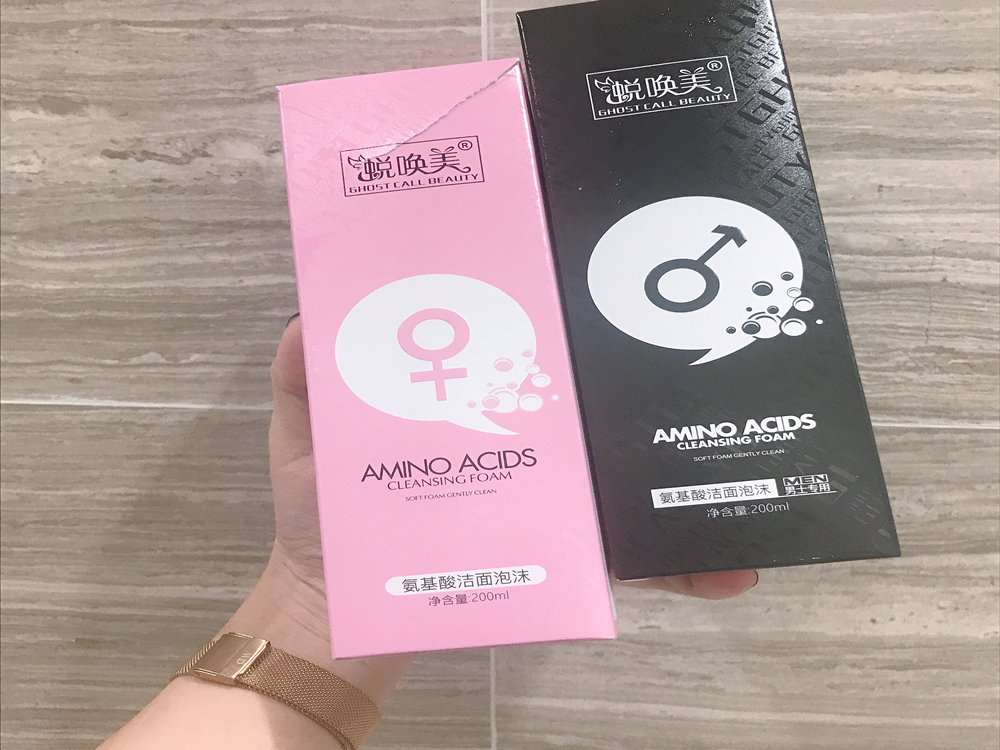 蜕唤美®
GHOST CALL BEAUTY
AMINO ACIDS
CLEANSING FOAM
SOFT FOAM GENTLY CLEAN
氨基酸洁面泡沫
净含量:200ml
蜕唤美®
GHOST CALL BEAUTY
AMINO ACIDS
CLEANSING FOAM
SOFT FOAM GENTLY CLEAN
氨基酸洁面泡沫 MEN
男士专用
净含量:200ml